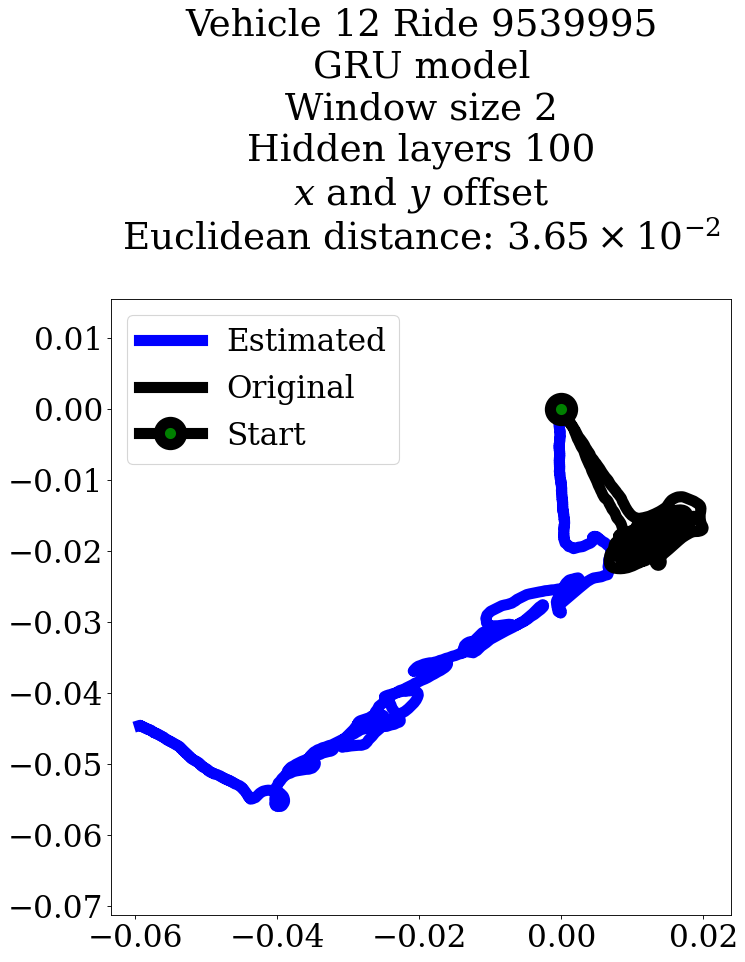 Vehicle 12 Ride 9539995
GRU model
Window size 2
Hidden layers 100
x and y offset
Euclidean distance: 3.65 × 10⁻²
Estimated
Original
Start
0.01
0.00
−0.01
−0.02
−0.03
−0.04
−0.05
−0.06
−0.07
−0.06 −0.04 −0.02 0.00 0.02